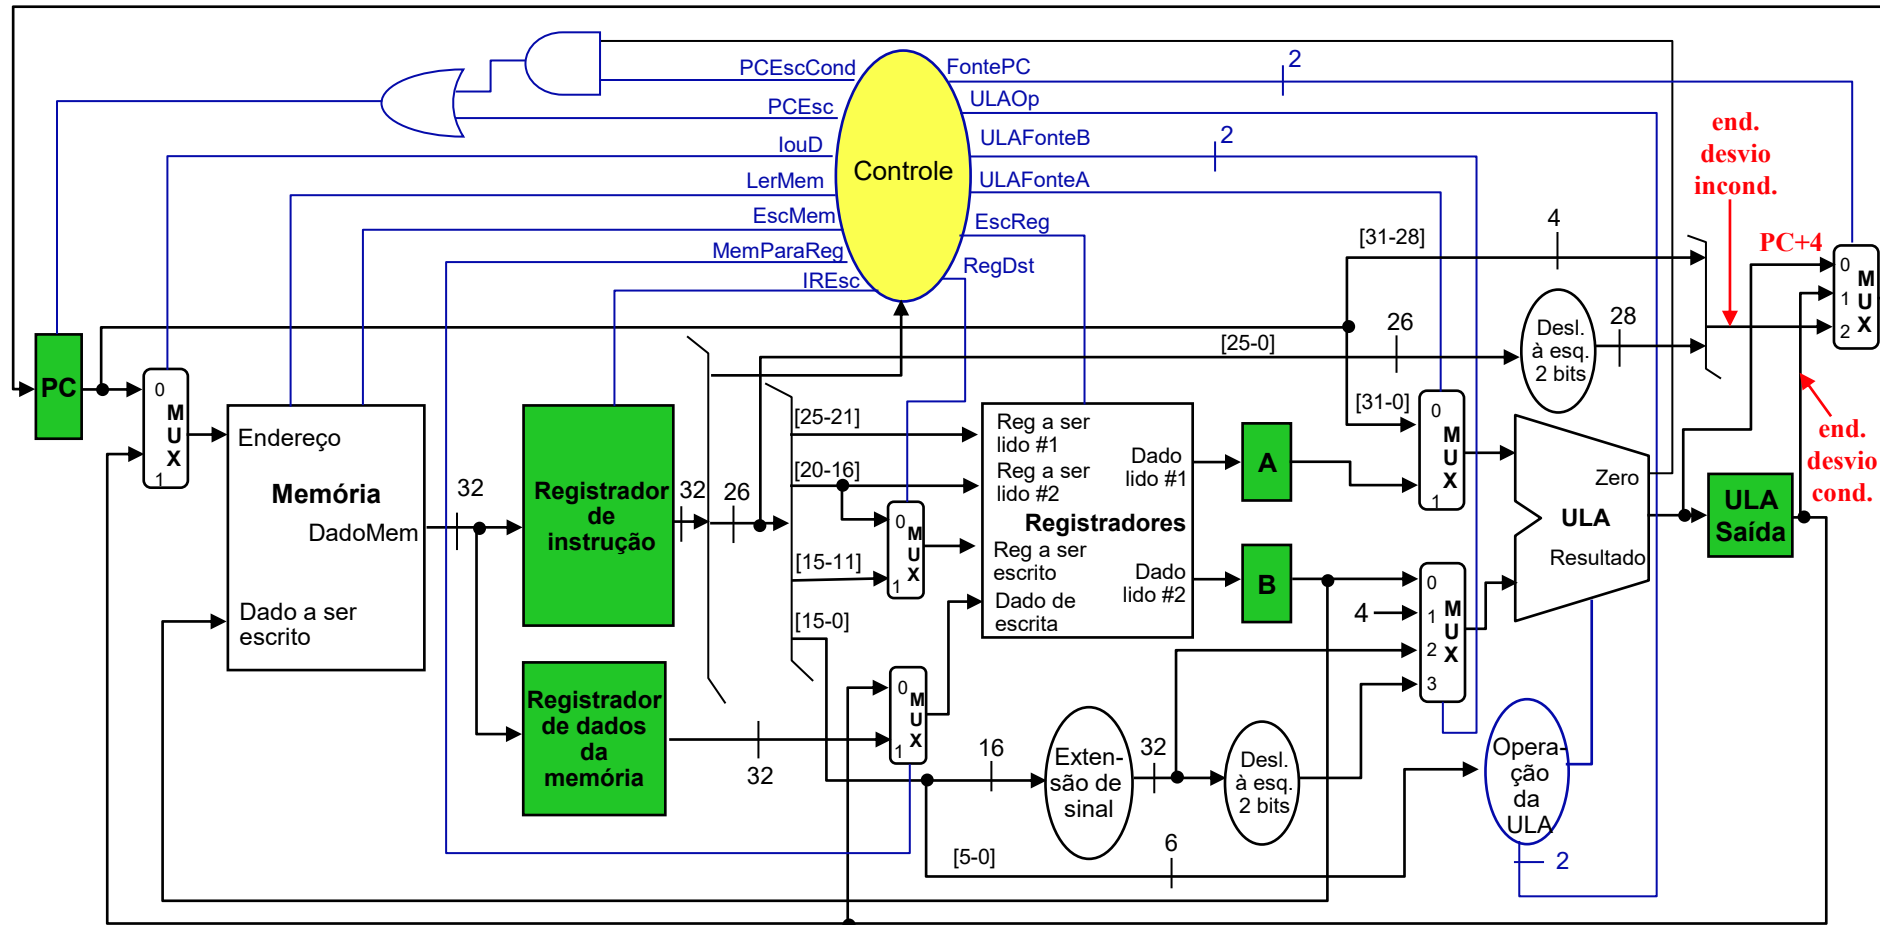 PCEscCond
PCEsc
IouD
LerMem
EscMem
MemParaReg
IREsc
Controle
FontePC
2
ULAOp
ULAFonteB
2
ULAFonteA
EscReg
RegDst
end.
desvio
incond.
PC+4
[31-28]
4
[25-0]
26
Desl.
à esq.
2 bits
28
0
1
2
M
U
X
PC
0
M
U
X
1
Endereço
Memória
DadoMem
Dado a ser
escrito
32
Registrador
de
instrução
32
26
Registrador
de dados
da
memória
32
[25-21]
[20-16]
[15-11]
[15-0]
0
M
U
X
1
0
M
U
X
1
Reg a ser
lido #1
Reg a ser
lido #2
Registradores
Reg a ser
escrito
Dado de
escrita
Dado
lido #1
Dado
lido #2
A
B
[31-0]
0
M
U
X
1
0
4
1
2
3
M
U
X
Zero
ULA
Resultado
ULA
Saída
end.
desvio
cond.
16
Exten-
são de
sinal
32
Desl.
à esq.
2 bits
Opera-
ção
da
ULA
[5-0]
6
2